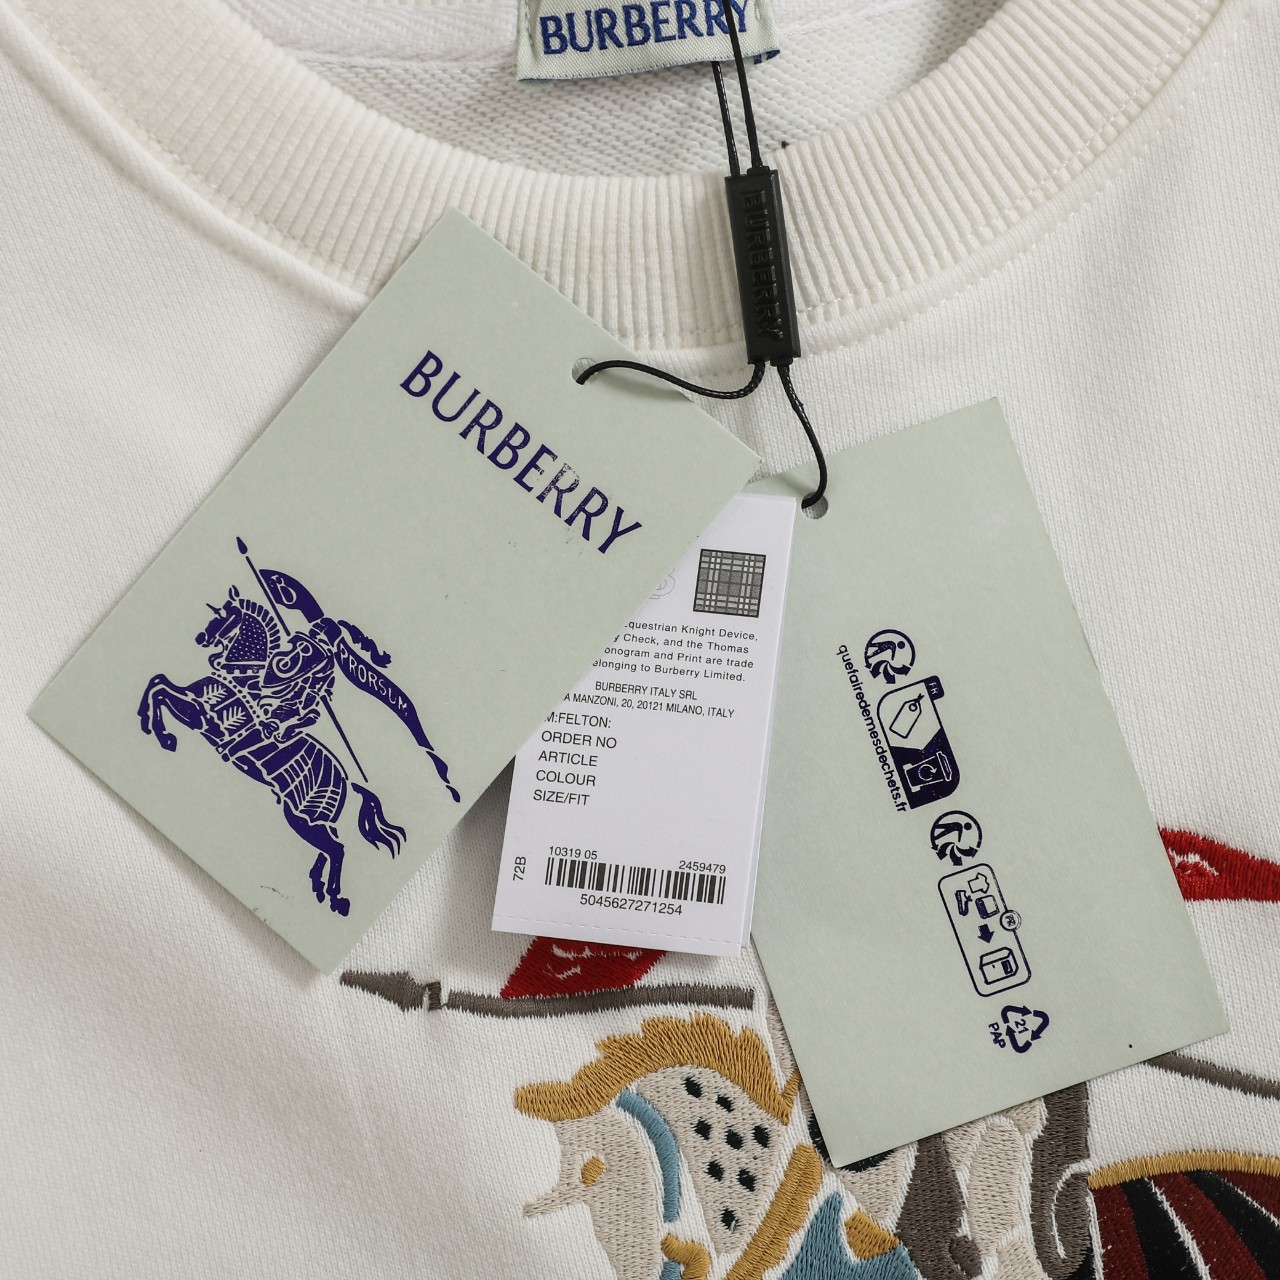 BURBERRY
BURBERRY
BURBERRY
B
PRORSUM
Equestrian Knight Device,
Check, and the Thomas
onogram and Print are trade
elonging to Burberry Limited.
BURBERRY ITALY SRL
A MANZONI, 20, 20121 MILANO, ITALY
M:FELTON:
ORDER NO
ARTICLE
COLOUR
SIZE/FIT
72B
10319 05 2459479
5045627271254
quefairedemesdechets.fr
FR
FR
21
PAP